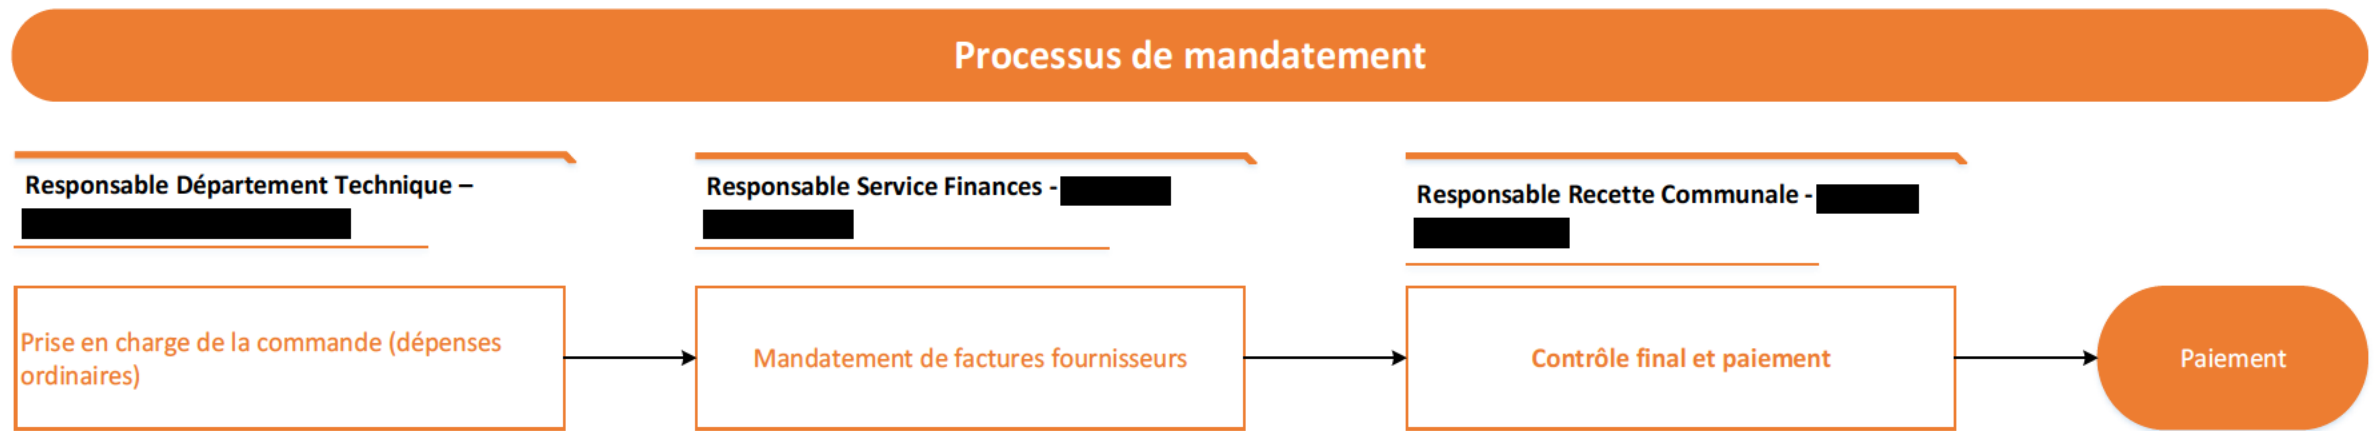 Processus de mandatement
Responsable Département Technique –
Responsable Service Finances -
Responsable Recette Communale -
Prise en charge de la commande (dépenses
ordinaires)
Mandatement de factures fournisseurs
Contrôle final et paiement
Paiement